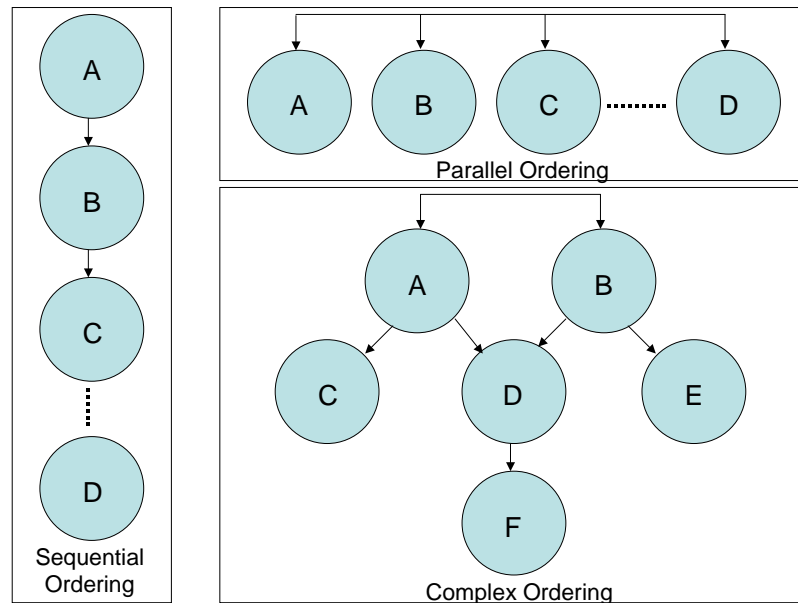 A
B
C
D
Sequential
Ordering
A B C D
Parallel Ordering
A B
C D E
F
Complex Ordering